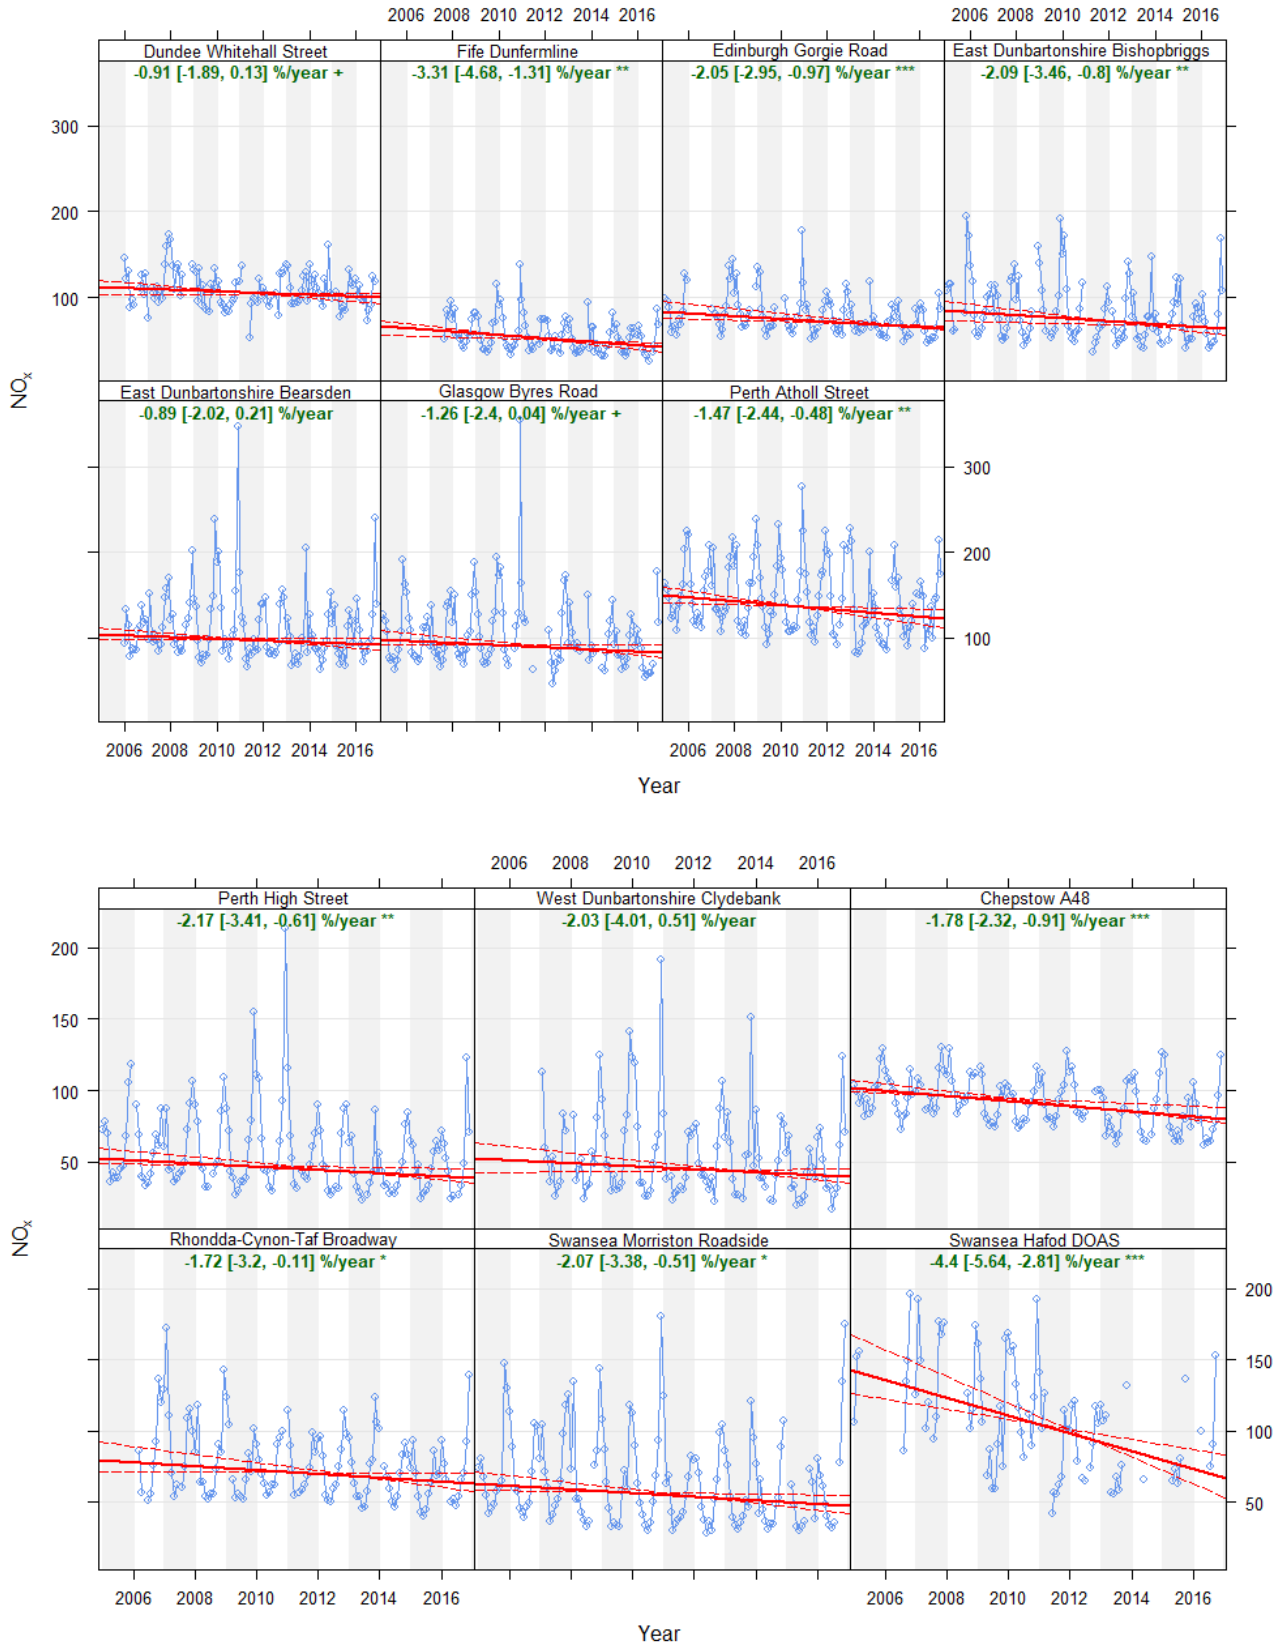 2006 2008 2010 2012 2014 2016 2006 2008 2010 2012 2014 2016
Dundee Whitehall Street Fife Dunfermline Edinburgh Gorgie Road East Dunbartonshire Bishopbriggs
-0.91 [-1.89, 0.13] %/year + -3.31 [-4.68, -1.31] %/year ** -2.05 [-2.95, -0.97] %/year *** -2.09 [-3.46, -0.8] %/year **
300
200
100
East Dunbartonshire Bearsden Glasgow Byres Road Perth Atholl Street
-0.89 [-2.02, 0.21] %/year -1.26 [-2.4, 0.04] %/year + -1.47 [-2.44, -0.48] %/year **
NOx
300
200
100
2006 2008 2010 2012 2014 2016 2006 2008 2010 2012 2014 2016
Year
2006 2008 2010 2012 2014 2016
Perth High Street West Dunbartonshire Clydebank Chepstow A48
-2.17 [-3.41, -0.61] %/year ** -2.03 [-4.01, 0.51] %/year -1.78 [-2.32, -0.91] %/year ***
200
150
100
50
Rhondda-Cynon-Taf Broadway Swansea Morriston Roadside Swansea Hafod DOAS
-1.72 [-3.2, -0.11] %/year * -2.07 [-3.38, -0.51] %/year * -4.4 [-5.64, -2.81] %/year ***
NOx
200
150
100
50
2006 2008 2010 2012 2014 2016 2006 2008 2010 2012 2014 2016
Year